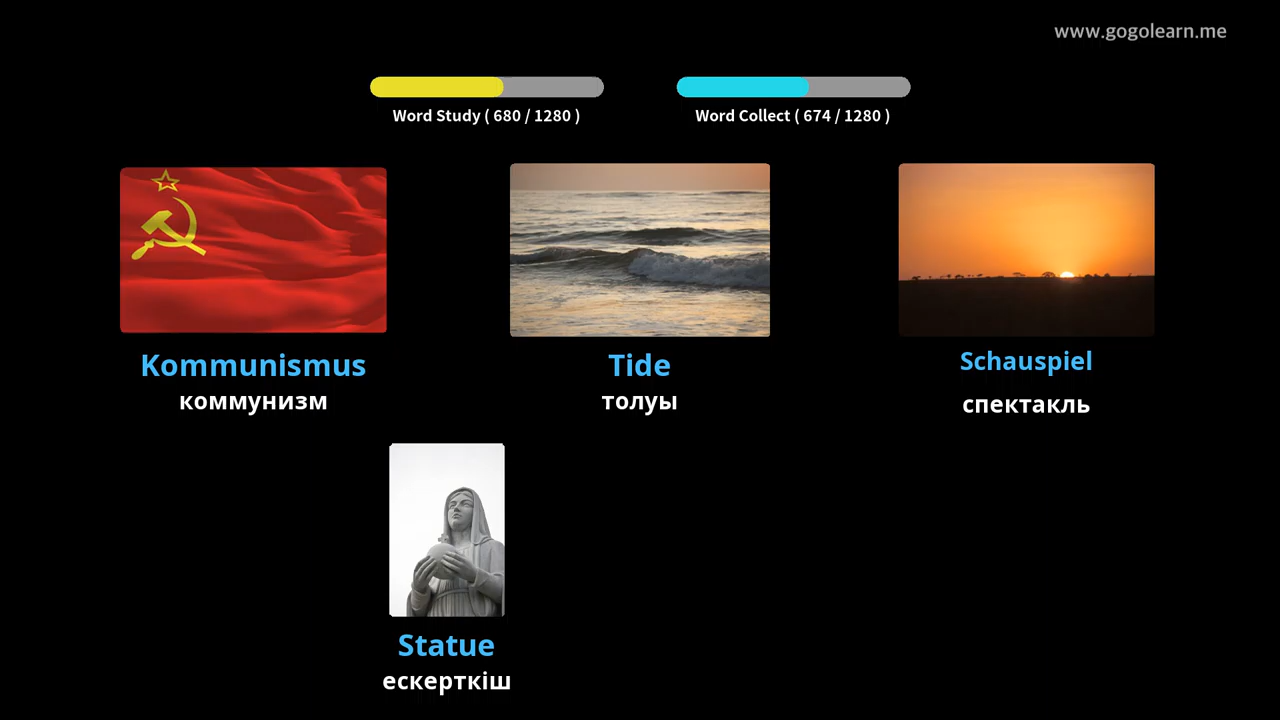 www.gogolearn.me
Word Study ( 680 / 1280 )
Word Collect ( 674 / 1280 )
Kommunismus
коммунизм
Tide
толуы
Schauspiel
спектакль
Statue
ескерткіш